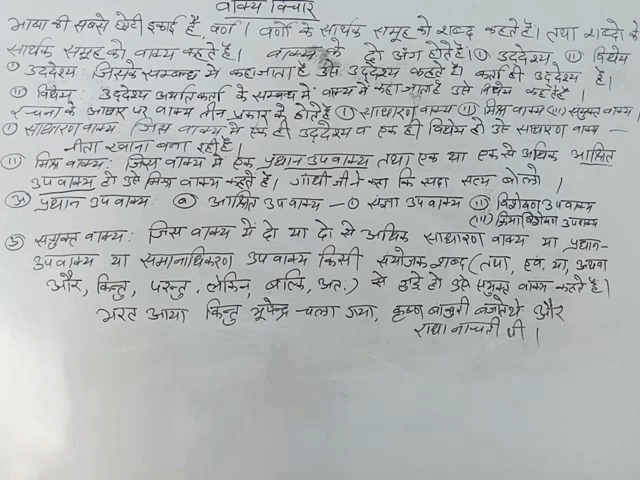 वाक्य विचार
भाषा की सबसे छोटी इकाई है वर्ण। वर्णों के सार्थक समूह को शब्द कहते हैं। तथा शब्दों के
सार्थक समूह को वाक्य कहते हैं। वाक्य के दो अंग होते हैं। (i) उद्देश्य (ii) विधेय
(i) उद्देश्य: जिसके सम्बन्ध में कहा जाता है उसे उद्देश्य कहते हैं। कर्ता ही उद्देश्य है।
(ii) विधेय: उद्देश्य अर्थात कर्ता के सम्बन्ध में वाक्य में कहा जाता है उसे विधेय कहते हैं।
रचना के आधार पर वाक्य तीन प्रकार के होते हैं (i) साधारण वाक्य (ii) मिश्र वाक्य (iii) संयुक्त वाक्य।
(i) साधारण वाक्य: जिस वाक्य में एक ही उद्देश्य व एक ही विधेय हो उसे साधारण वाक्य –
नीता खाना बना रही है।
(ii) मिश्र वाक्य: जिस वाक्य में एक प्रधान उपवाक्य तथा एक या एक से अधिक आश्रित
उपवाक्य हो उसे मिश्र वाक्य कहते हैं। गांधी जी ने कहा कि सदा सत्य बोलो।
(अ) प्रधान उपवाक्य: (ब) आश्रित उपवाक्य – (i) संज्ञा उपवाक्य (ii) विशेषण उपवाक्य
(iii) क्रियाविशेषण उपवाक्य
(3) संयुक्त वाक्य: जिस वाक्य में दो या दो से अधिक साधारण वाक्य या प्रधान-
उपवाक्य या समानाधिकरण उपवाक्य किसी संयोजक शब्द (तथा, एवं, या, अथवा
और, किन्तु, परन्तु, लेकिन, बल्कि, अतः) से जुड़े हो उसे संयुक्त वाक्य कहते हैं।
भरत आया किन्तु भूपेन्द्र चला गया, कृष्ण बांसुरी बजाते थे और
राधा नाचती थी।